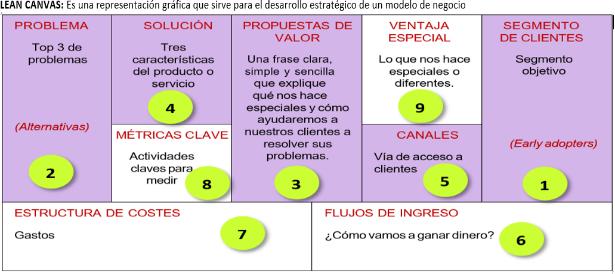 LEAN CANVAS: Es una representación gráfica que sirve para el desarrollo estratégico de un modelo de negocio
PROBLEMA
Top 3 de
problemas
(Alternativas)
2
SOLUCIÓN
Tres
características
del producto o
servicio
4
MÉTRICAS CLAVE
Actividades
claves para
medir
8
PROPUESTAS DE
VALOR
Una frase clara,
simple y sencilla
que explique
qué nos hace
especiales y cómo
ayudaremos a
nuestros clientes a
resolver sus
problemas.
3
VENTAJA
ESPECIAL
Lo que nos hace
especiales o
diferentes.
9
CANALES
Vía de acceso a
clientes
5
SEGMENTO
DE CLIENTES
Segmento
objetivo
(Early adopters)
1
ESTRUCTURA DE COSTES
Gastos
7
FLUJOS DE INGRESO
¿Cómo vamos a ganar dinero?
6